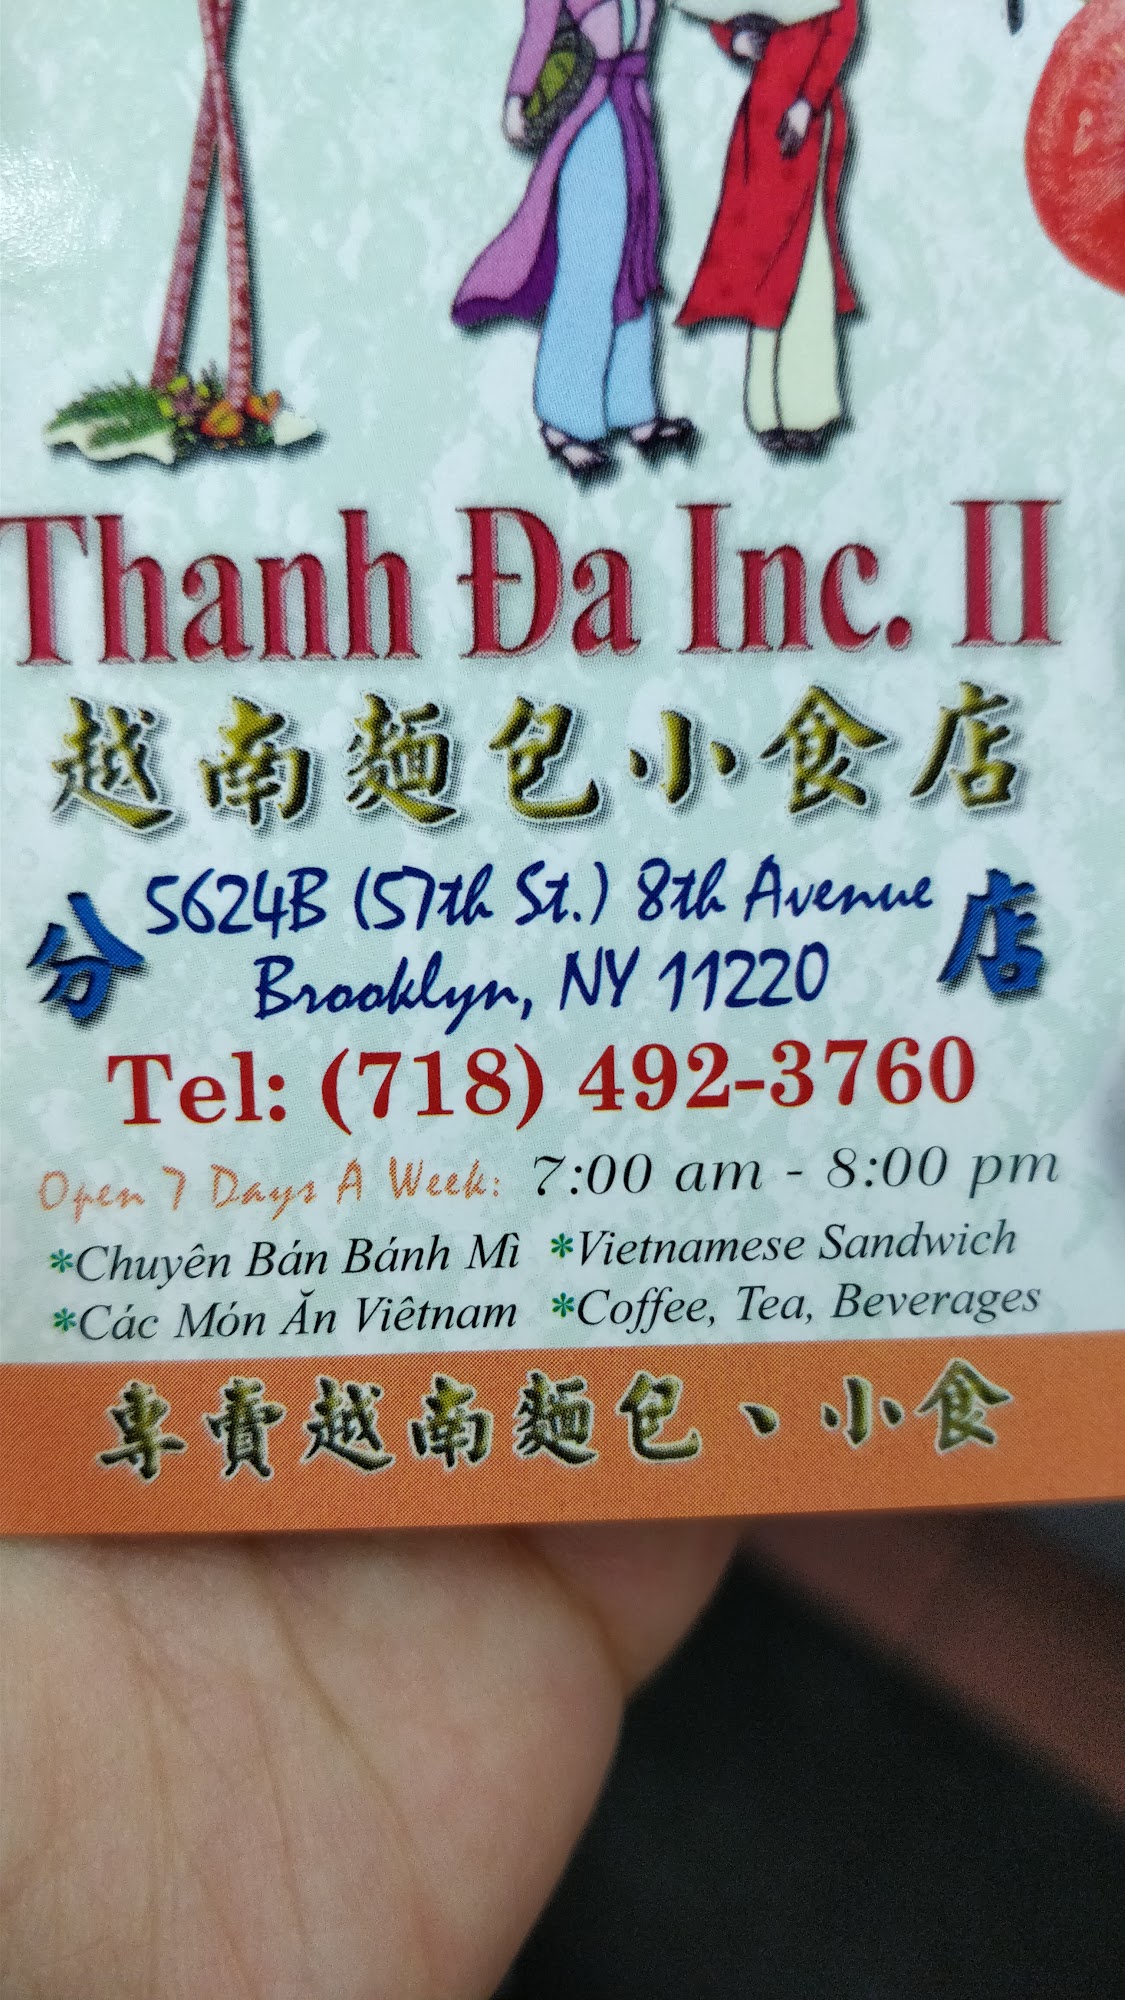 Thanh Đa Inc. II
越南麵包小食店
分店
5624B (57th St.) 8th Avenue
Brooklyn, NY 11220
Tel: (718) 492-3760
Open 7 Days A Week: 7:00 am - 8:00 pm
*Chuyên Bán Bánh Mì *Vietnamese Sandwich
*Các Món Ăn Viêtnam *Coffee, Tea, Beverages
專賣越南麵包、小食